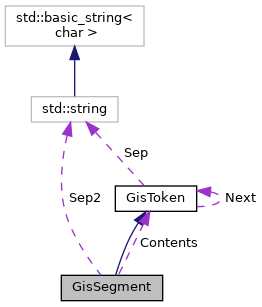 std::basic_string<
char >
std::string
Sep
GisToken
Next
Sep2
Contents
GisSegment